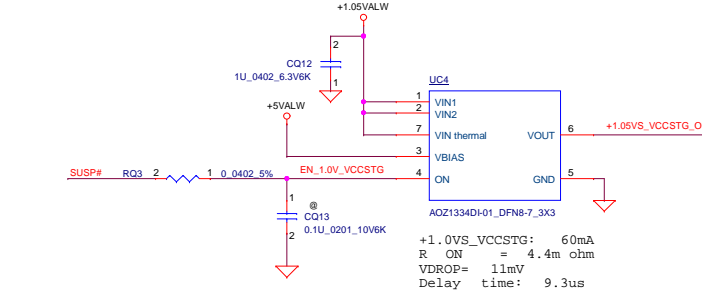 +1.05VALW
2
CQ12
1U_0402_6.3V6K
1
UC4
+5VALW
1 VIN1
2 VIN2
7 VIN thermal VOUT 6 +1.05VS_VCCSTG_O
3 VBIAS
SUSP# RQ3 2 1 0_0402_5% EN_1.0V_VCCSTG 4 ON GND 5
1 @
CQ13
0.1U_0201_10V6K
2
AOZ1334DI-01_DFN8-7_3X3
+1.0VS_VCCSTG: 60mA
R ON = 4.4m ohm
VDROP= 11mV
Delay time: 9.3us